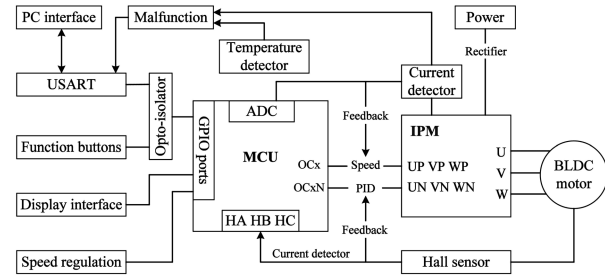 PC interface
Malfunction
Power
Temperature
detector
Rectifier
USART
Current
detector
Opto-isolator
ADC
GPIO ports
Feedback
IPM
Function buttons
MCU
OCx
Speed
UP VP WP
U
V
W
BLDC
motor
OCxN
PID
UN VN WN
Display interface
HA HB HC
Feedback
Speed regulation
Current detector
Hall sensor